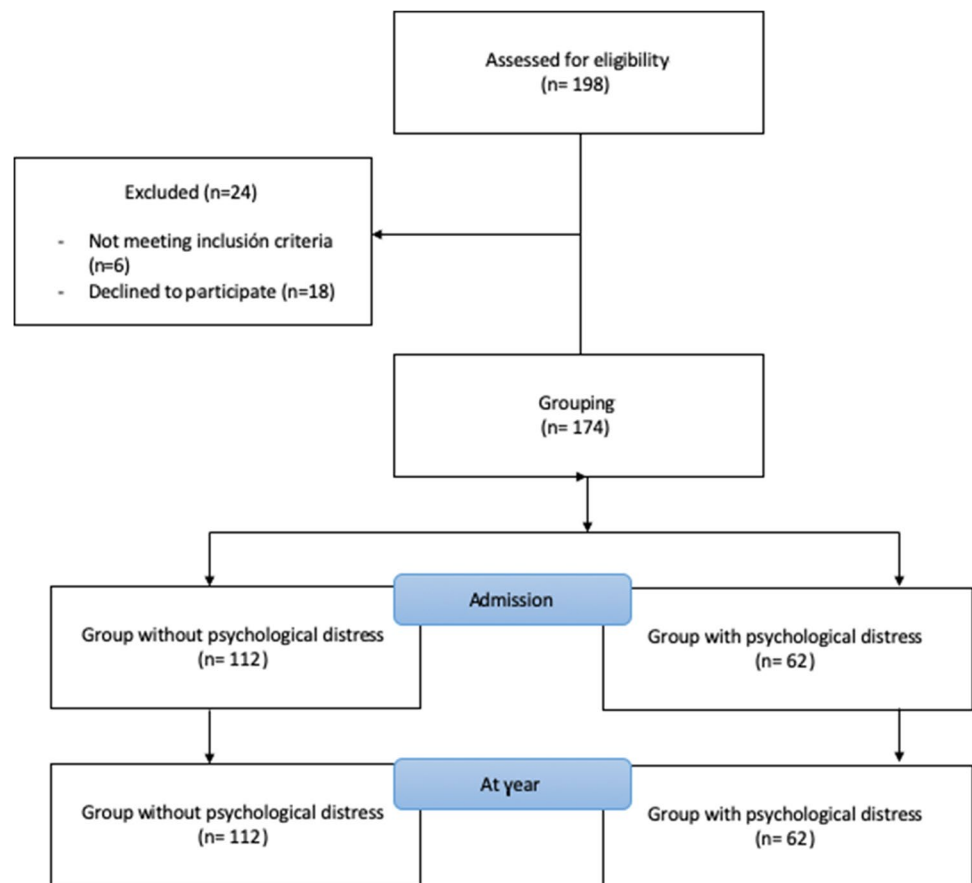 Assessed for eligibility
(n= 198)
Excluded (n=24)
- Not meeting inclusión criteria
(n=6)
- Declined to participate (n=18)
Grouping
(n= 174)
Admission
Group without psychological distress
(n= 112)
Group with psychological distress
(n= 62)
At year
Group without psychological distress
(n= 112)
Group with psychological distress
(n= 62)